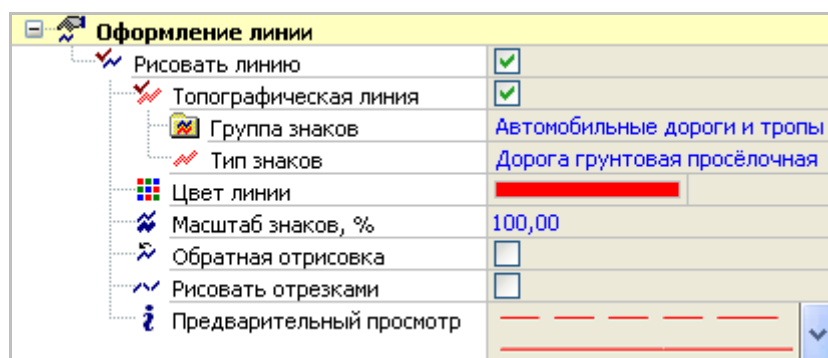 Оформление линии
Рисовать линию
Топографическая линия
Группа знаков Автомобильные дороги и тропы
Тип знаков Дорога грунтовая просёлочная
Цвет линии
Масштаб знаков, % 100,00
Обратная отрисовка
Рисовать отрезками
Предварительный просмотр